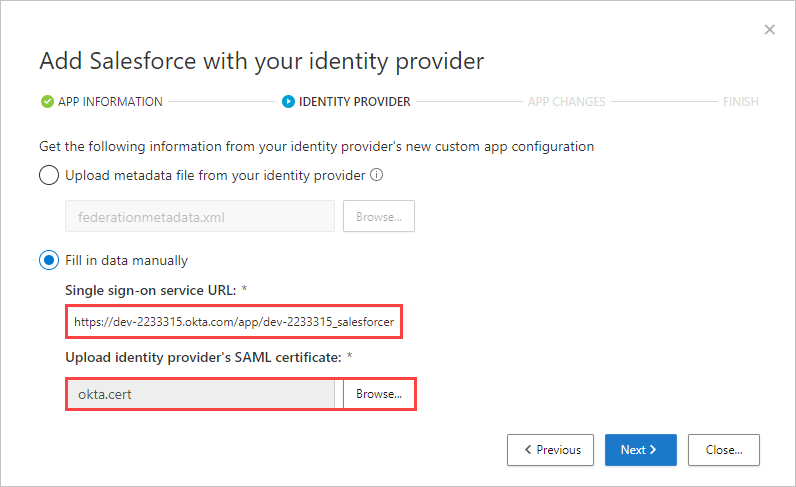 Add Salesforce with your identity provider
APP INFORMATION IDENTITY PROVIDER APP CHANGES FINISH
Get the following information from your identity provider's new custom app configuration
Upload metadata file from your identity provider
federationmetadata.xml Browse...
Fill in data manually
Single sign-on service URL: *
https://dev-2233315.okta.com/app/dev-2233315_salesforcer
Upload identity provider's SAML certificate: *
okta.cert Browse...
Previous Next Close...